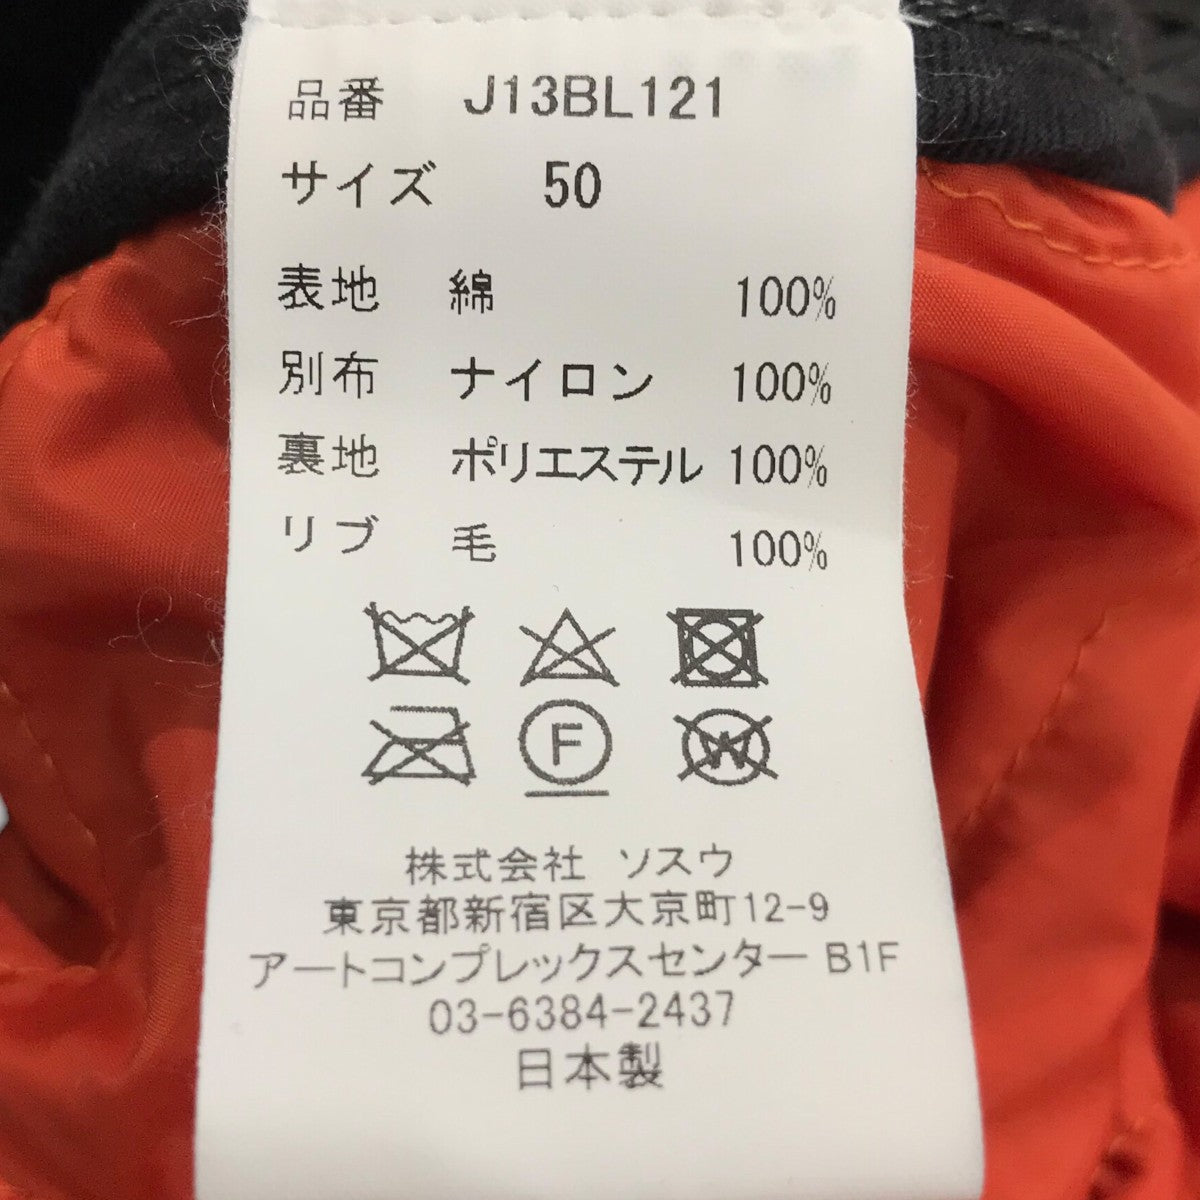 品番 J13BL121
サイズ 50
表地 綿 100%
別布 ナイロン 100%
裏地 ポリエステル 100%
リブ 毛 100%
F W
株式会社 ソスウ
東京都新宿区大京町12-9
アートコンプレックスセンター B1F
03-6384-2437
日本製